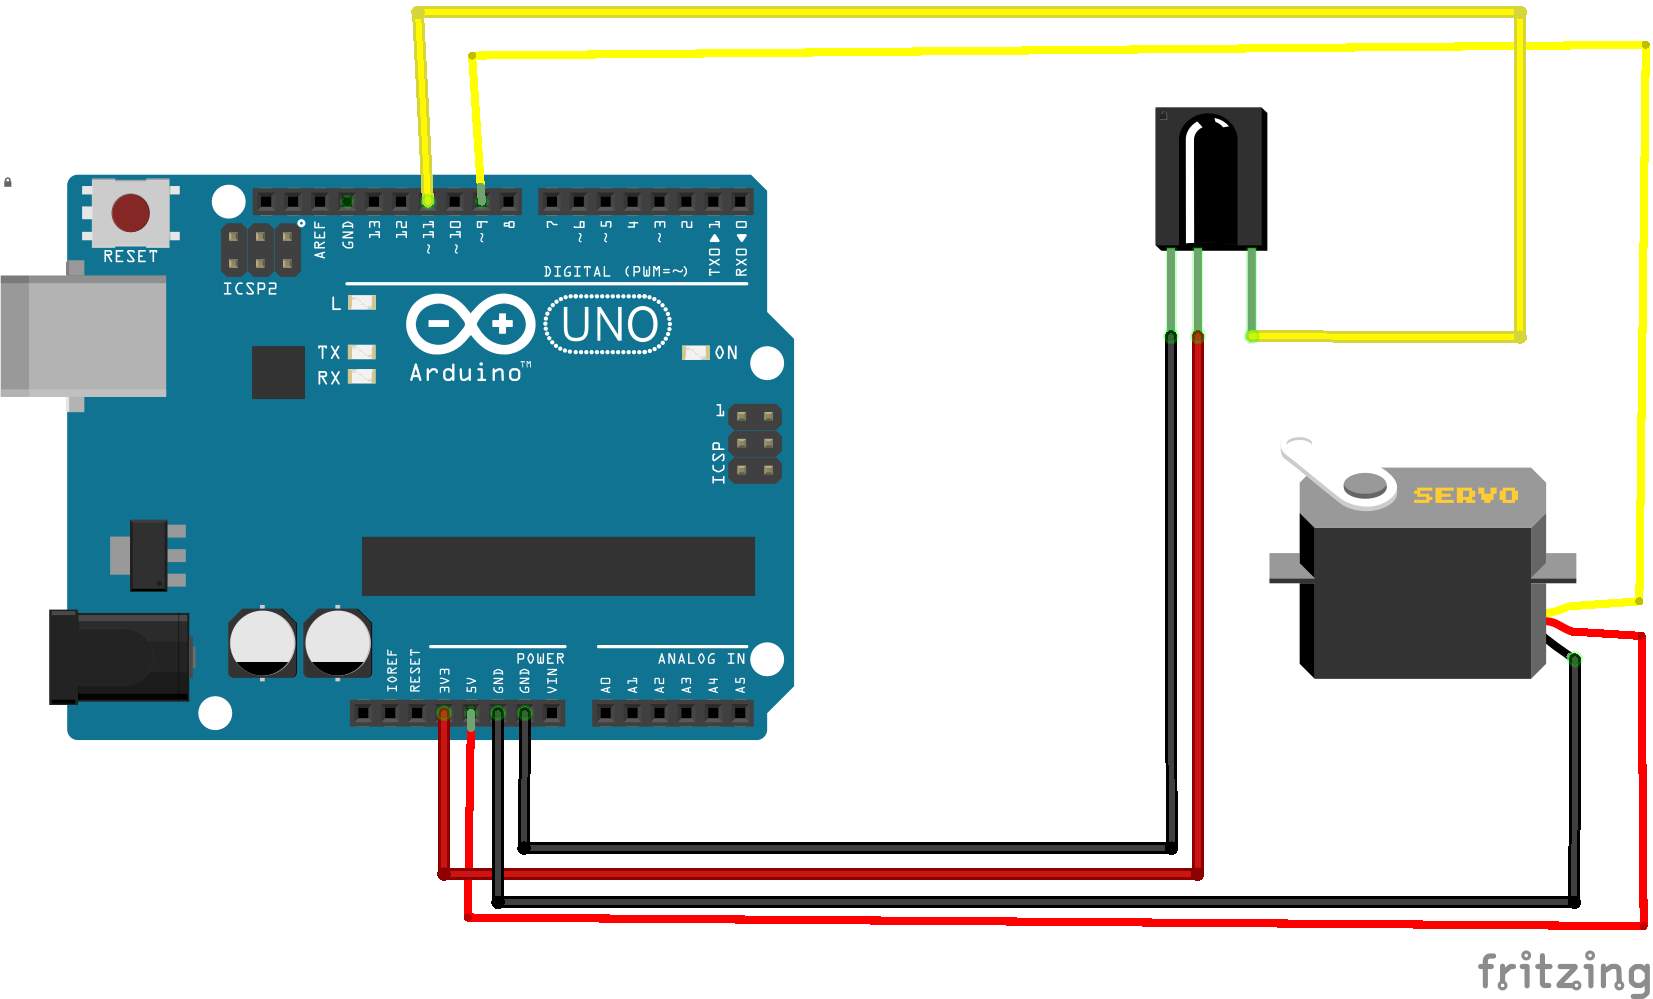 RESET
ICSP2
AREF
GND
13
12
~11
~10
~9
8
7
~6
~5
4
~3
2
TX0▶1
RX0◀0
DIGITAL (PWM=~)
L
TX
RX
UNO
Arduino™
ON
1
ICSP
SERVO
POWER
ANALOG IN
IOREF
RESET
3V3
5V
GND
GND
VIN
A0
A1
A2
A3
A4
A5
fritzing